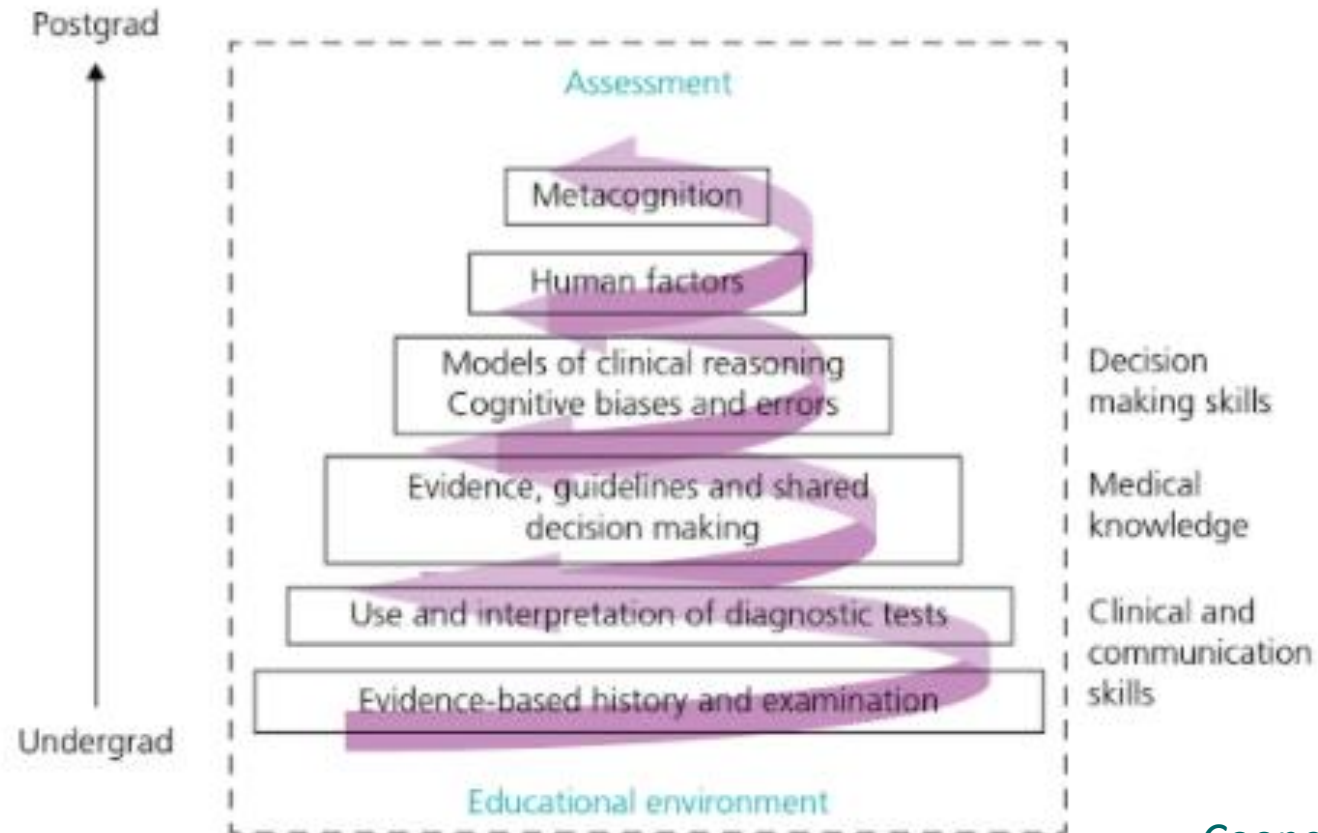 Postgrad
Assessment
Metacognition
Human factors
Models of clinical reasoning
Cognitive biases and errors
Decision
making skills
Evidence, guidelines and shared
decision making
Medical
knowledge
Use and interpretation of diagnostic tests
Clinical and
communication
skills
Evidence-based history and examination
Undergrad
Educational environment